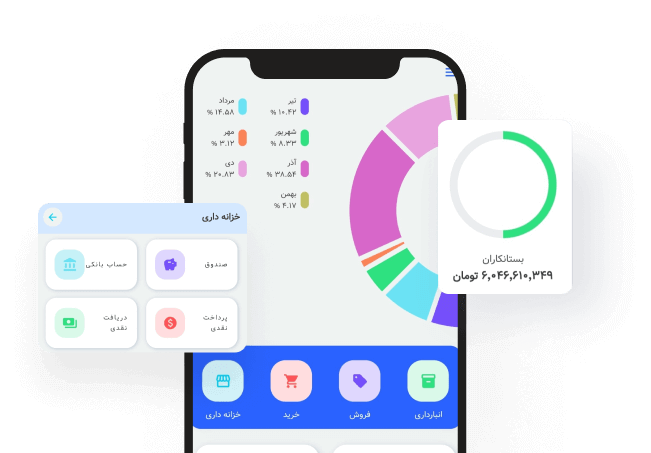 تیر
۱۰.۴۲ %
مرداد
۱۴.۵۸ %
شهریور
۸.۳۳ %
مهر
۳.۱۲ %
آذر
۳۸.۵۴ %
دی
۲۰.۸۳ %
بهمن
۴.۱۷ %
بستانکاران
۶,۰۴۶,۶۱۰,۳۴۹ تومان
خزانه داری
صندوق
حساب بانکی
پرداخت
نقدی
دریافت
نقدی
انبارداری
فروش
خرید
خزانه داری